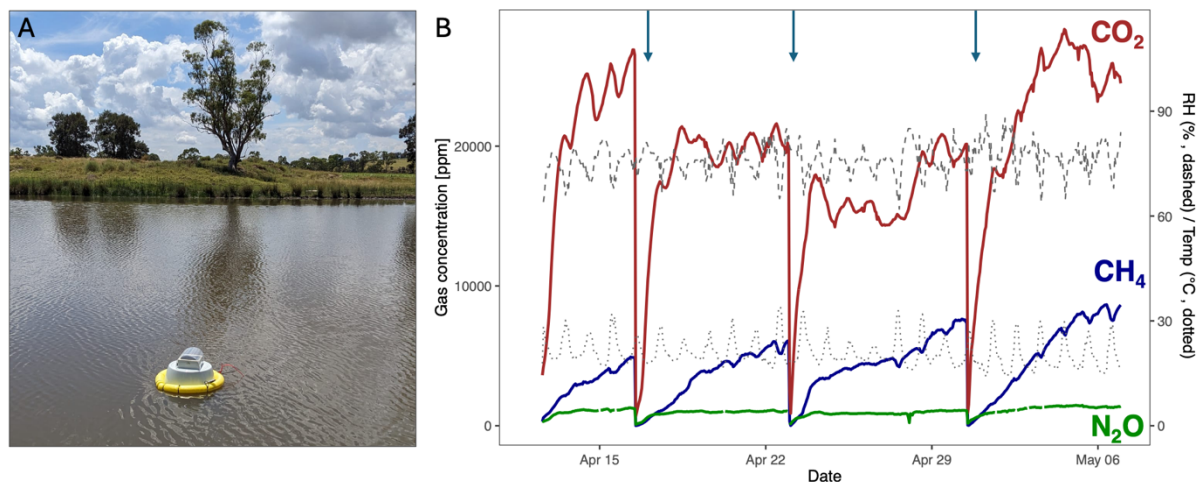 A
B
CO₂
CH₄
N₂O
Gas concentration [ppm]
20000
10000
0
90
60
30
0
RH (% , dashed) / Temp (°C , dotted)
Apr 15
Apr 22
Apr 29
May 06
Date